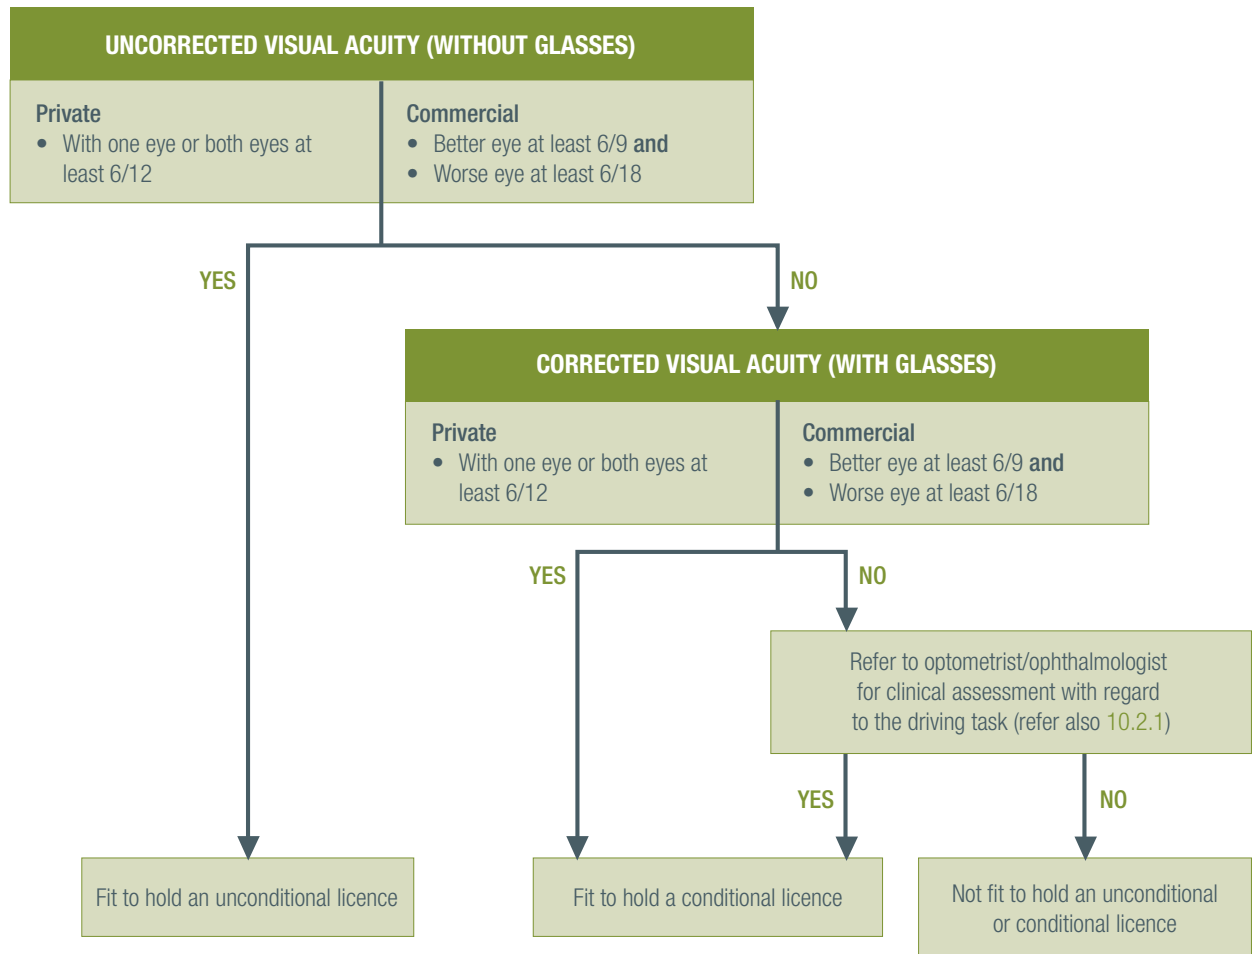 UNCORRECTED VISUAL ACUITY (WITHOUT GLASSES)
Private
• With one eye or both eyes at
least 6/12
Commercial
• Better eye at least 6/9 and
• Worse eye at least 6/18
YES
NO
CORRECTED VISUAL ACUITY (WITH GLASSES)
Private
• With one eye or both eyes at
least 6/12
Commercial
• Better eye at least 6/9 and
• Worse eye at least 6/18
YES
NO
Refer to optometrist/ophthalmologist
for clinical assessment with regard
to the driving task (refer also 10.2.1)
YES
NO
Fit to hold an unconditional licence
Fit to hold a conditional licence
Not fit to hold an unconditional
or conditional licence